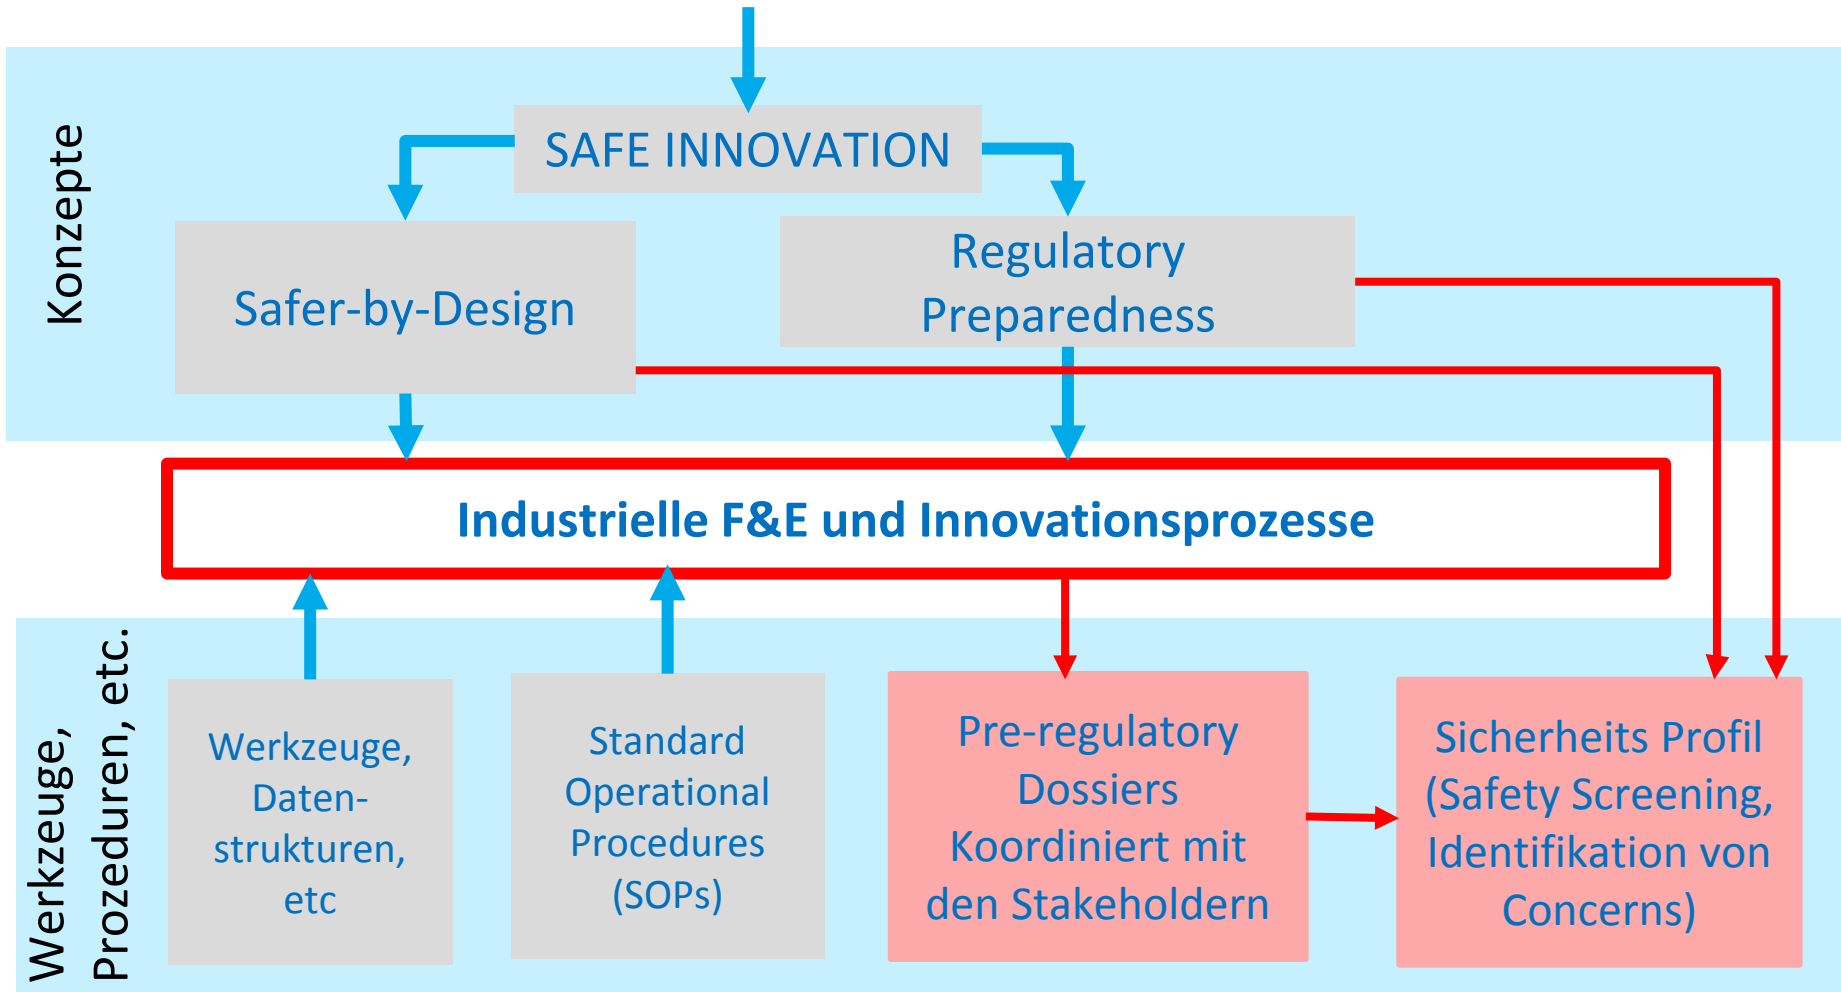 Konzepte
SAFE INNOVATION
Safer-by-Design
Regulatory
Preparedness
Industrielle F&E und Innovationsprozesse
Werkzeuge,
Prozeduren, etc.
Werkzeuge,
Daten-
strukturen,
etc
Standard
Operational
Procedures
(SOPs)
Pre-regulatory
Dossiers
Koordiniert mit
den Stakeholdern
Sicherheits Profil
(Safety Screening,
Identifikation von
Concerns)